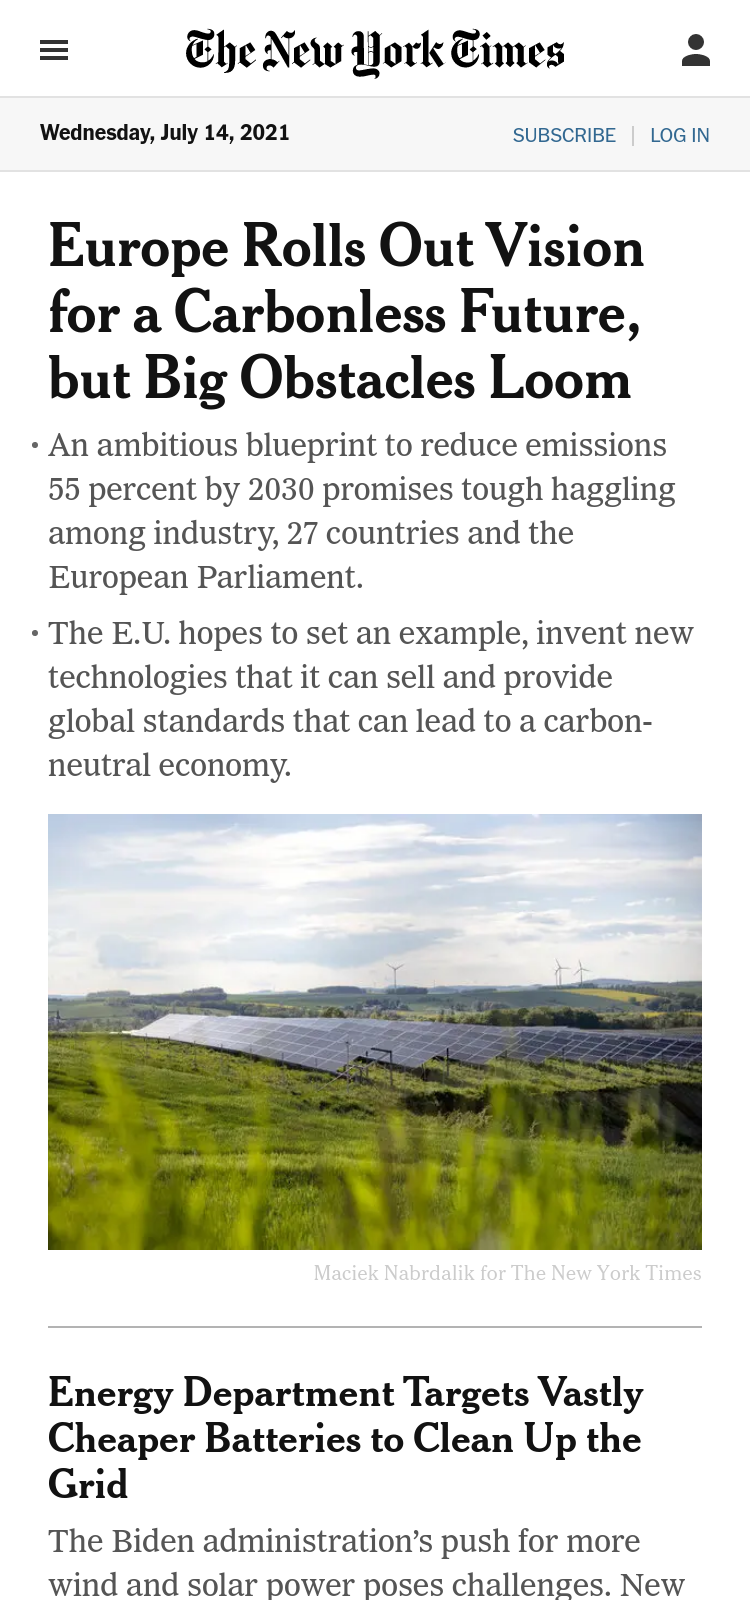 The New York Times
Wednesday, July 14, 2021
SUBSCRIBE | LOG IN
Europe Rolls Out Vision
for a Carbonless Future,
but Big Obstacles Loom
• An ambitious blueprint to reduce emissions
55 percent by 2030 promises tough haggling
among industry, 27 countries and the
European Parliament.
• The E.U. hopes to set an example, invent new
technologies that it can sell and provide
global standards that can lead to a carbon-
neutral economy.
Maciek Nabrdalik for The New York Times
Energy Department Targets Vastly
Cheaper Batteries to Clean Up the
Grid
The Biden administration’s push for more
wind and solar power poses challenges. New